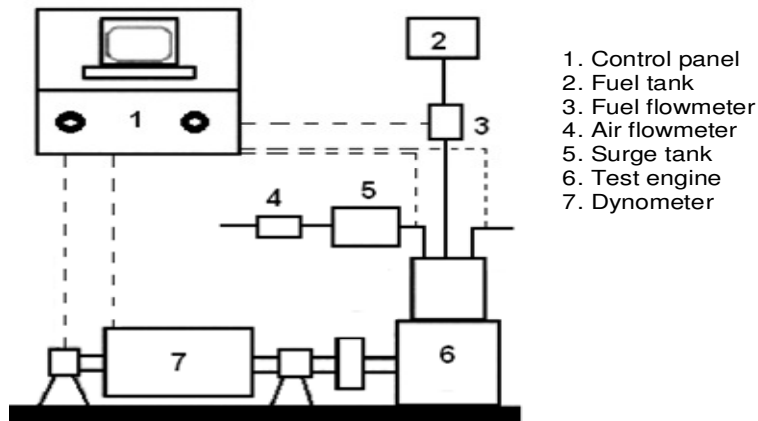 1
2
3
4
5
6
7
1. Control panel
2. Fuel tank
3. Fuel flowmeter
4. Air flowmeter
5. Surge tank
6. Test engine
7. Dynometer